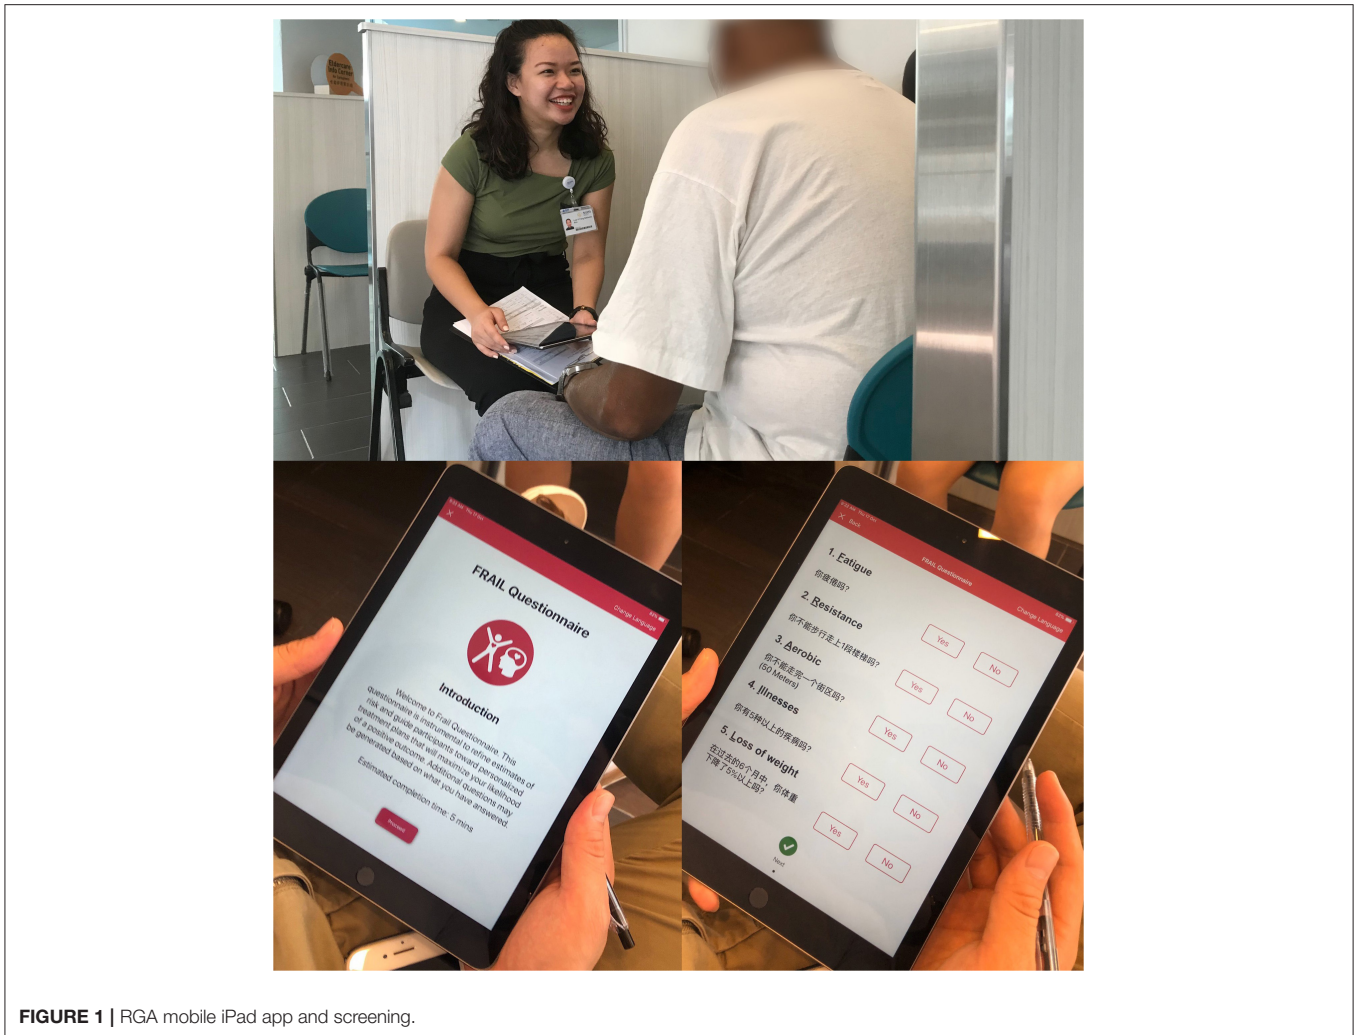 Eldercare
Info Corner
FRAIL Questionnaire
Change Language
Introduction
Welcome to Frail Questionnaire. This
questionnaire is instrumental to refine estimates of
risk and guide participants toward personalized
treatment plans that will maximize your likelihood
of a positive outcome. Additional questions may
be generated based on what you have answered.
Estimated completion time: 5 mins
Proceed
Back
FRAIL Questionnaire
Change Language
1. Fatigue
你疲倦吗?
Yes No
2. Resistance
你不能步行走上1段楼梯吗?
Yes No
3. Aerobic
你不能走完一个街区吗?
(50 Meters)
Yes No
4. Illnesses
你有5种以上的疾病吗?
Yes No
5. Loss of weight
在过去的6个月中，你体重
下降了5%以上吗?
Yes No
Next
FIGURE 1 | RGA mobile iPad app and screening.